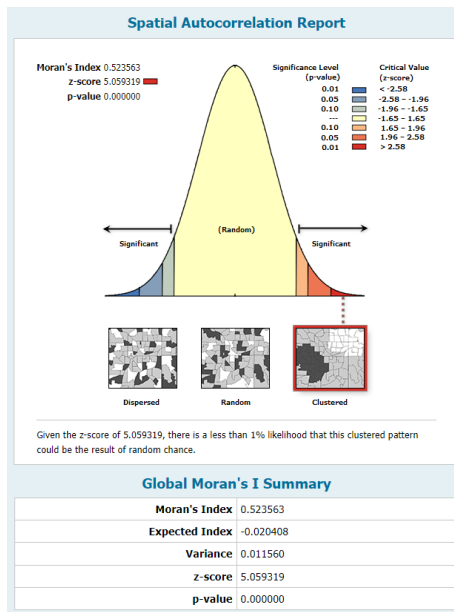 Spatial Autocorrelation Report
Moran's Index 0.523563
z-score 5.059319
p-value 0.000000
Significance Level
(p-value)
Critical Value
(z-score)
0.01 < -2.58
0.05 -2.58 – -1.96
0.10 -1.96 – -1.65
--- -1.65 – 1.65
0.10 1.65 – 1.96
0.05 1.96 – 2.58
0.01 > 2.58
Significant
(Random)
Significant
Dispersed
Random
Clustered
Given the z-score of 5.059319, there is a less than 1% likelihood that this clustered pattern
could be the result of random chance.
Global Moran's I Summary
Moran's Index 0.523563
Expected Index -0.020408
Variance 0.011560
z-score 5.059319
p-value 0.000000